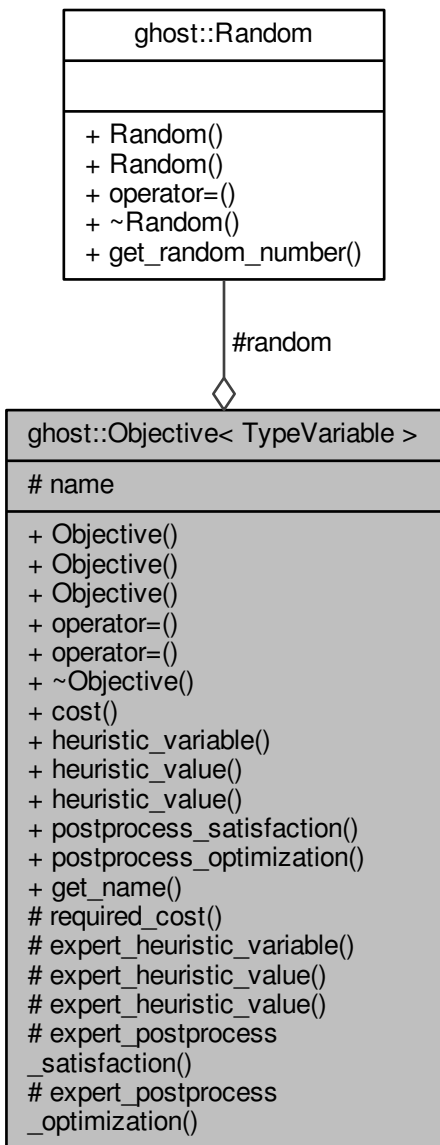 ghost::Random
+ Random()
+ Random()
+ operator=()
+ ~Random()
+ get_random_number()
#random
ghost::Objective< TypeVariable >
# name
+ Objective()
+ Objective()
+ Objective()
+ operator=()
+ operator=()
+ ~Objective()
+ cost()
+ heuristic_variable()
+ heuristic_value()
+ heuristic_value()
+ postprocess_satisfaction()
+ postprocess_optimization()
+ get_name()
# required_cost()
# expert_heuristic_variable()
# expert_heuristic_value()
# expert_heuristic_value()
# expert_postprocess
_satisfaction()
# expert_postprocess
_optimization()